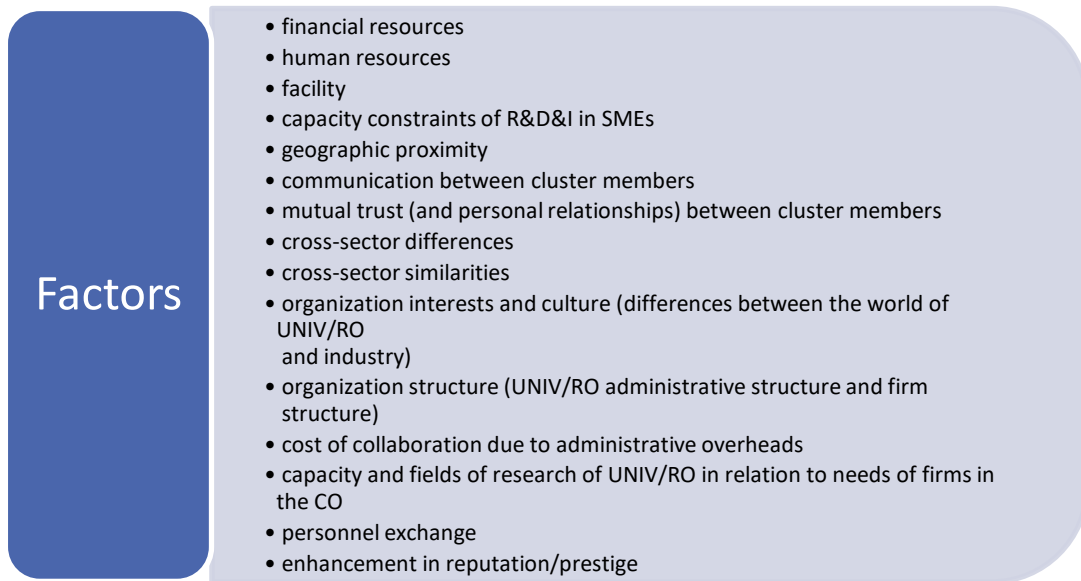 Factors
• financial resources
• human resources
• facility
• capacity constraints of R&D&I in SMEs
• geographic proximity
• communication between cluster members
• mutual trust (and personal relationships) between cluster members
• cross-sector differences
• cross-sector similarities
• organization interests and culture (differences between the world of
UNIV/RO
and industry)
• organization structure (UNIV/RO administrative structure and firm
structure)
• cost of collaboration due to administrative overheads
• capacity and fields of research of UNIV/RO in relation to needs of firms in
the CO
• personnel exchange
• enhancement in reputation/prestige